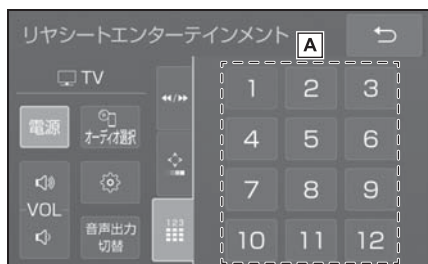 リヤシートエンターテインメント
A
TV
電源
オーディオ選択
VOL
音声出力
切替
123
1 2 3
4 5 6
7 8 9
10 11 12